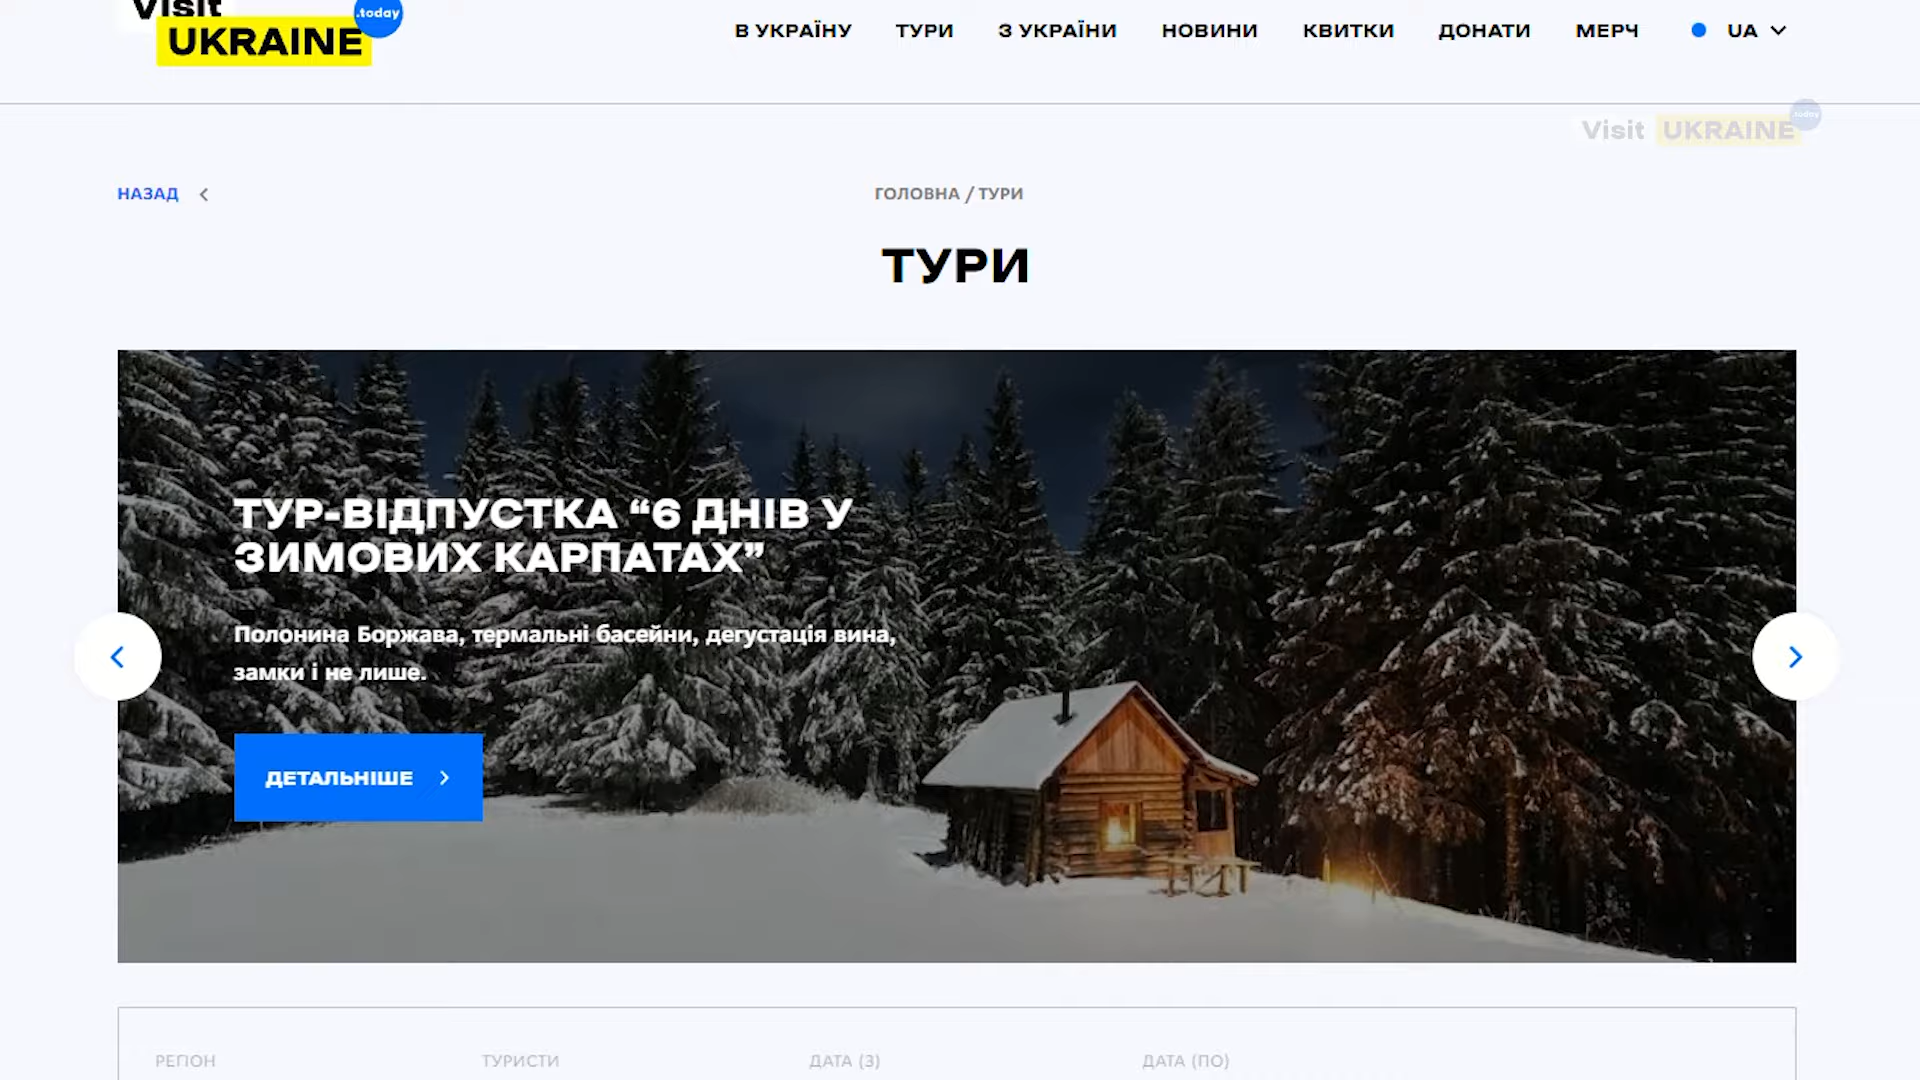 Visit
UKRAINE
.today
В УКРАЇНУ ТУРИ З УКРАЇНИ НОВИНИ КВИТКИ ДОНАТИ МЕРЧ UA
Visit UKRAINE
.today
НАЗАД
ГОЛОВНА / ТУРИ
ТУРИ
ТУР-ВІДПУСТКА “6 ДНІВ У
ЗИМОВИХ КАРПАТАХ”
Полонина Боржава, термальні басейни, дегустація вина,
замки і не лише.
ДЕТАЛЬНІШЕ
РЕГІОН ТУРИСТИ ДАТА (З) ДАТА (ПО)